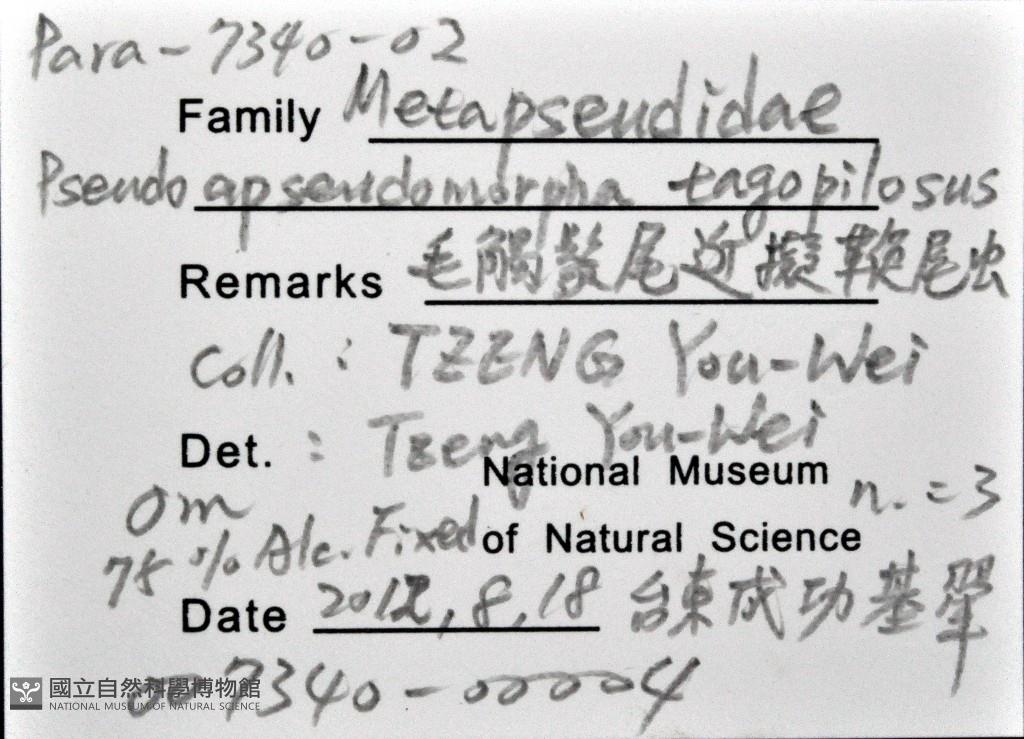 Para-7340-02
Family Metapseudidae
Pseudoapseudomorpha tagopilosus
Remarks 毛觸鬚尾近擬鞭尾虫
Coll. : TZENG You-Wei
Det. : Tzeng You-Wei
National Museum
0m n. = 3
75% Alc. Fixed of Natural Science
Date 2012, 8, 18 台東成功基翬
7340-00004
國立自然科學博物館
NATIONAL MUSEUM OF NATURAL SCIENCE